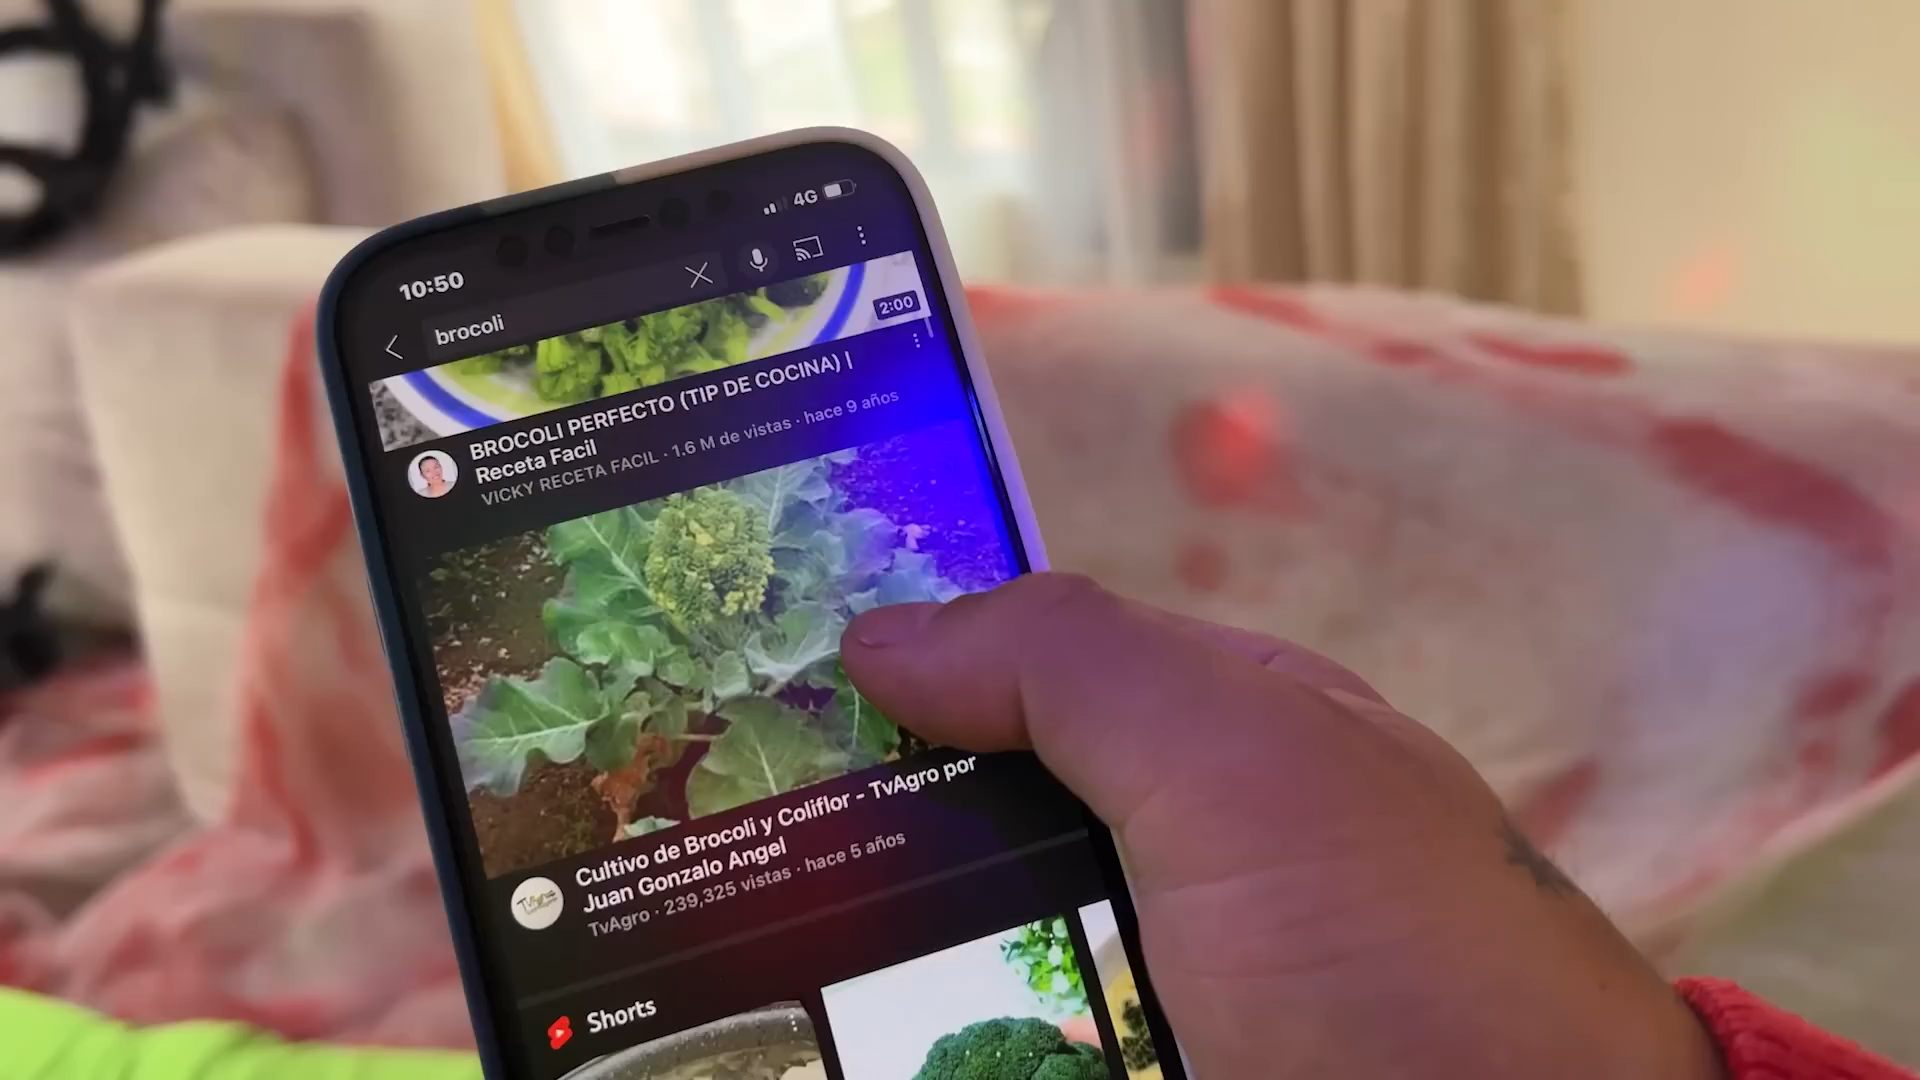 10:50
4G
brocoli
2:00
BROCOLI PERFECTO (TIP DE COCINA) |
Receta Facil
VICKY RECETA FACIL · 1.6 M de vistas · hace 9 años
Cultivo de Brocoli y Coliflor - TvAgro por
Juan Gonzalo Angel
TvAgro · 239,325 vistas · hace 5 años
TvAgro
Shorts